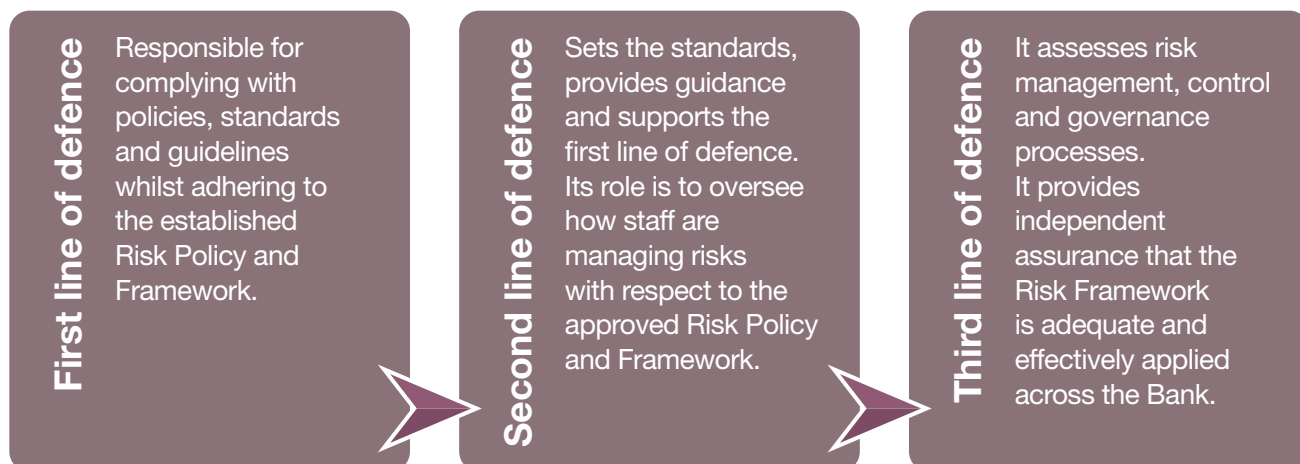 First line of defence
Responsible for
complying with
policies, standards
and guidelines
whilst adhering to
the established
Risk Policy and
Framework.
Second line of defence
Sets the standards,
provides guidance
and supports the
first line of defence.
Its role is to oversee
how staff are
managing risks
with respect to the
approved Risk Policy
and Framework.
Third line of defence
It assesses risk
management, control
and governance
processes.
It provides
independent
assurance that the
Risk Framework
is adequate and
effectively applied
across the Bank.